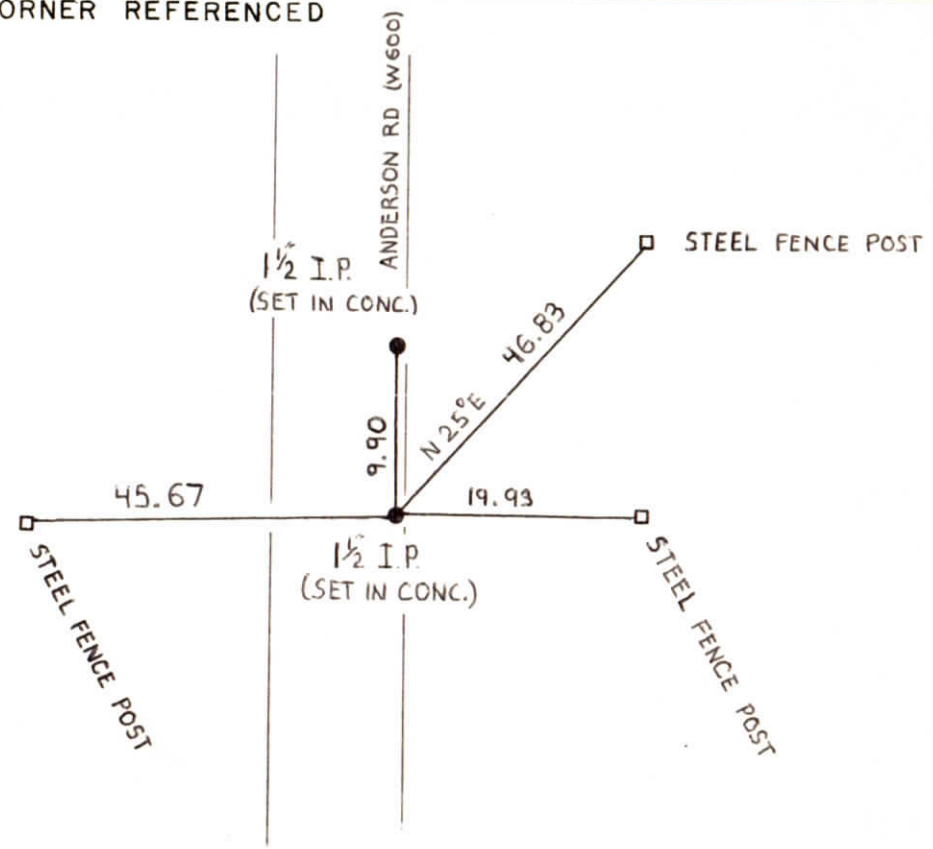 ORNER REFERENCED
ANDERSON RD (W600)
1½" I.P.
(SET IN CONC.)
STEEL FENCE POST
46.83
N 25°E
9.90
45.67
19.93
1½" I.P.
(SET IN CONC.)
STEEL FENCE POST
STEEL FENCE POST